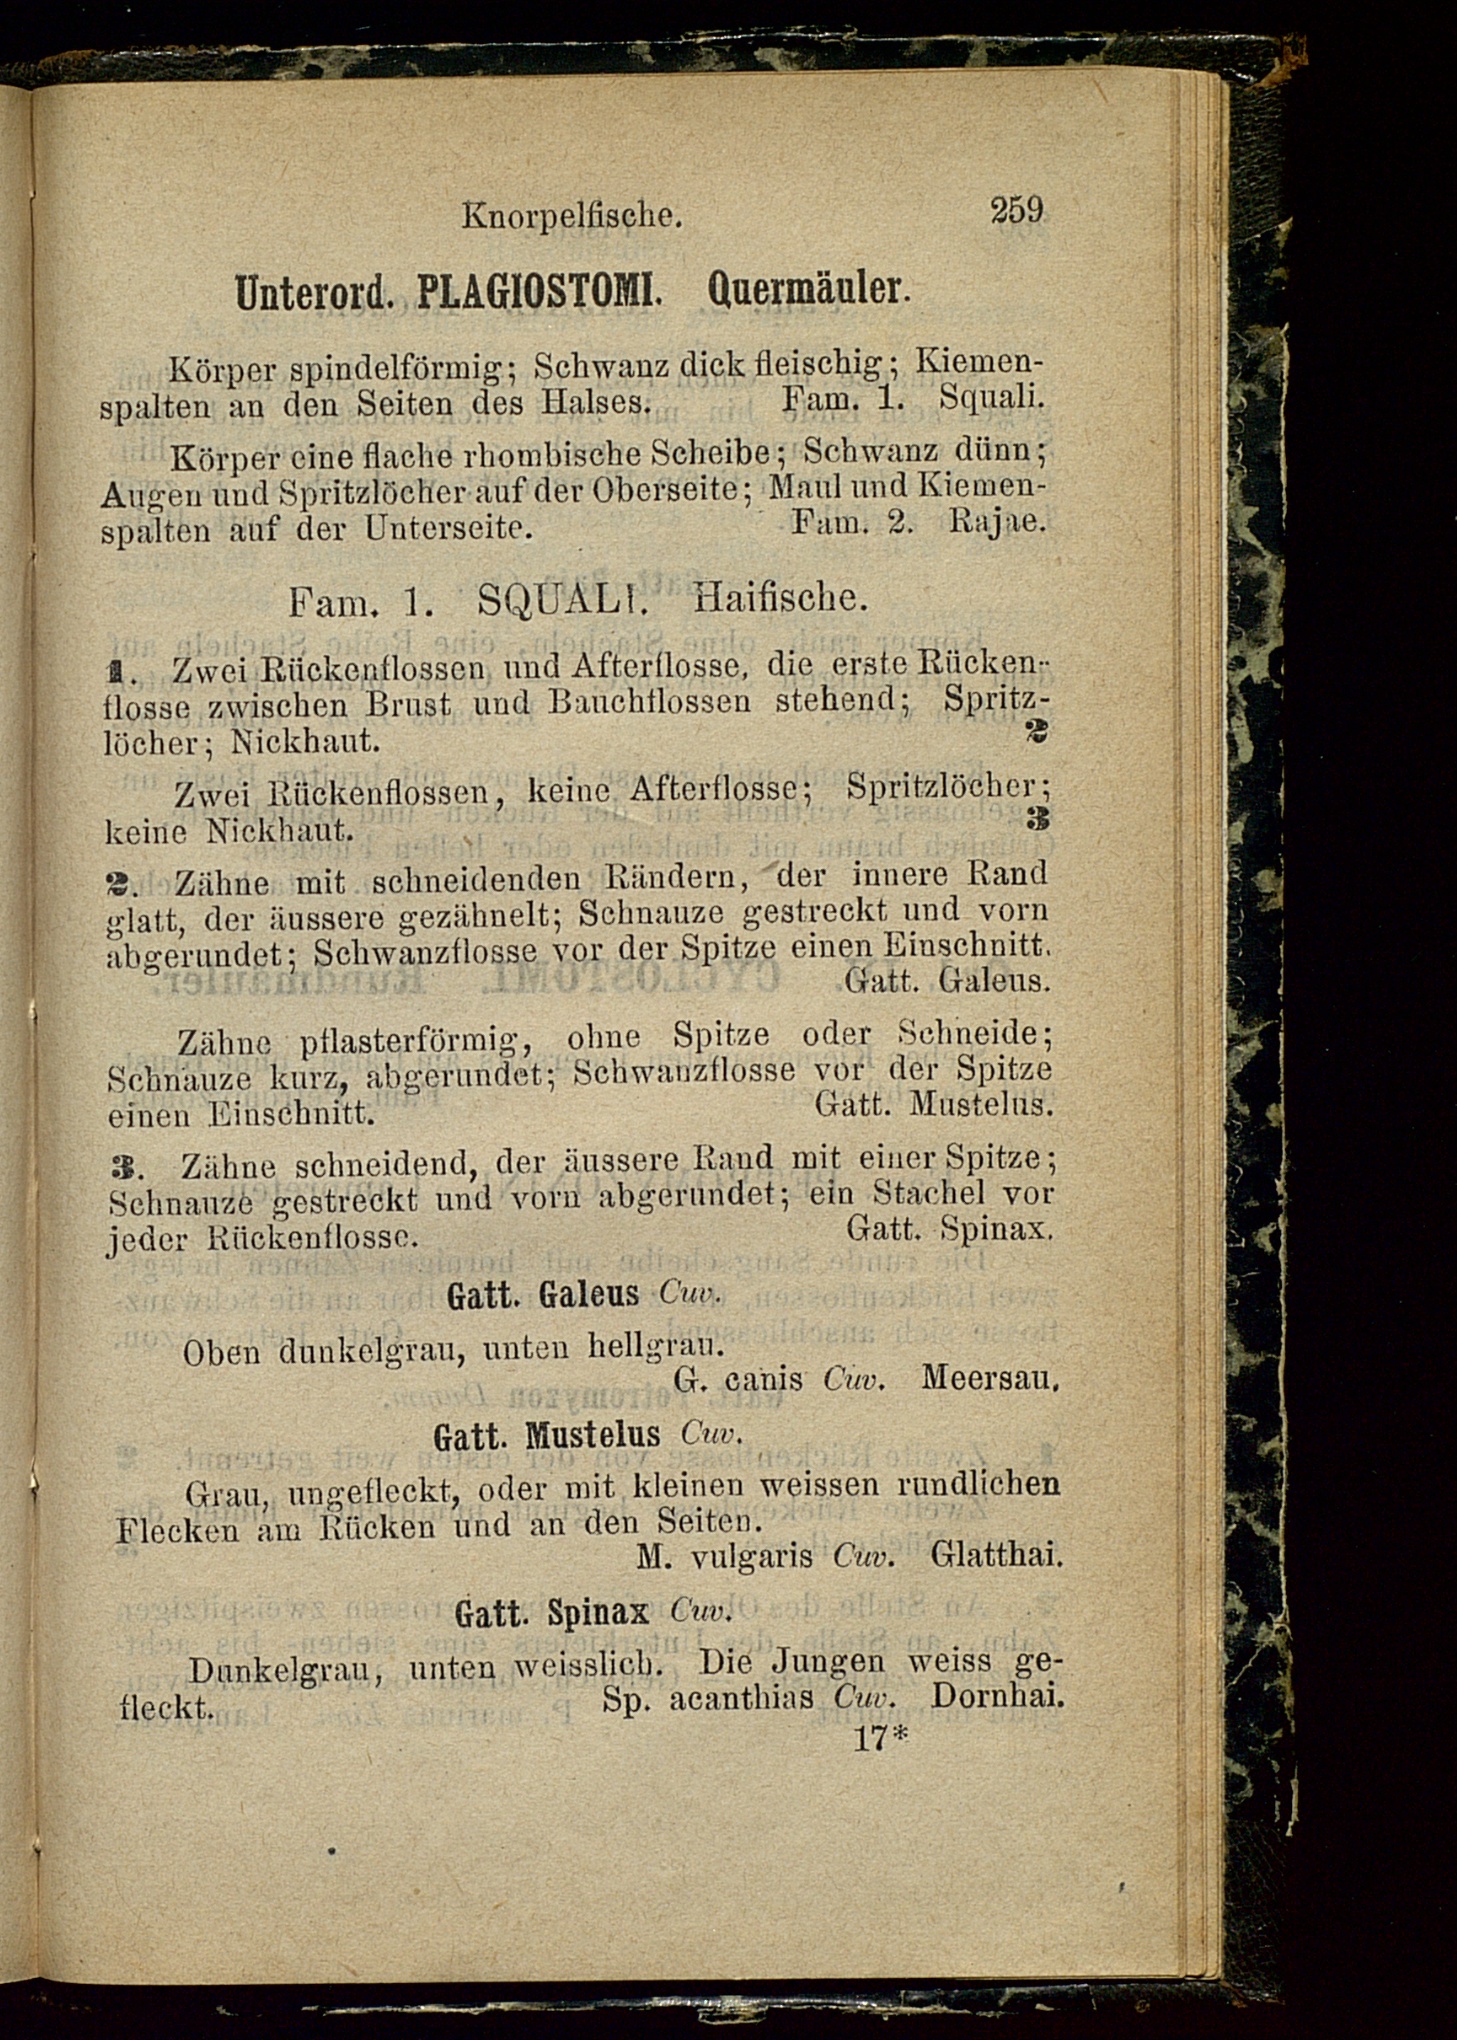 Knorpelfische. 259
Unterord. PLAGIOSTOMI. Quermäuler.
Körper spindelförmig; Schwanz dick fleischig; Kiemen-
spalten an den Seiten des Halses. Fam. 1. Squali.
Körper eine flache rhombische Scheibe; Schwanz dünn;
Augen und Spritzlöcher auf der Oberseite; Maul und Kiemen-
spalten auf der Unterseite. Fam. 2. Rajae.
Fam. 1. SQUALI. Haifische.
1. Zwei Rückenflossen und Afterflosse, die erste Rücken-
flosse zwischen Brust und Bauchflossen stehend; Spritz-
löcher; Nickhaut. 2
Zwei Rückenflossen, keine Afterflosse; Spritzlöcher;
keine Nickhaut. 3
2. Zähne mit schneidenden Rändern, der innere Rand
glatt, der äussere gezähnelt; Schnauze gestreckt und vorn
abgerundet; Schwanzflosse vor der Spitze einen Einschnitt.
Gatt. Galeus.
Zähne pflasterförmig, ohne Spitze oder Schneide;
Schnauze kurz, abgerundet; Schwanzflosse vor der Spitze
einen Einschnitt. Gatt. Mustelus.
3. Zähne schneidend, der äussere Rand mit einer Spitze;
Schnauze gestreckt und vorn abgerundet; ein Stachel vor
jeder Rückenflosse. Gatt. Spinax.
Gatt. Galeus Cuv.
Oben dunkelgrau, unten hellgrau.
G. canis Cuv. Meersau.
Gatt. Mustelus Cuv.
Grau, ungefleckt, oder mit kleinen weissen rundlichen
Flecken am Rücken und an den Seiten.
M. vulgaris Cuv. Glatthai.
Gatt. Spinax Cuv.
Dunkelgrau, unten weisslich. Die Jungen weiss ge-
fleckt. Sp. acanthias Cuv. Dornhai.
17*